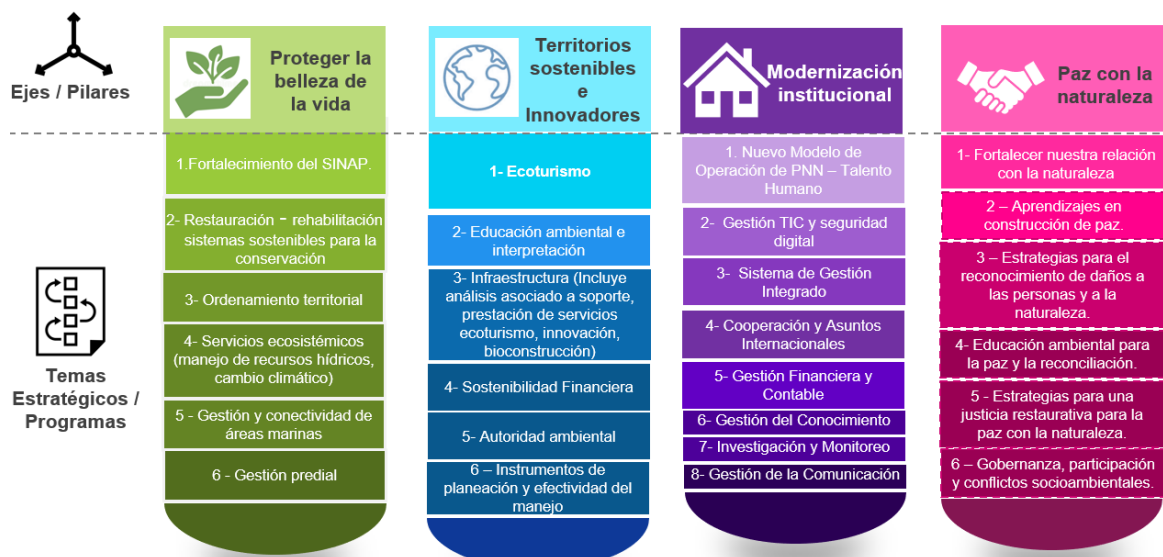 Ejes / Pilares
Proteger la
belleza de
la vida
Territorios
sostenibles
e
Innovadores
Modernización
institucional
Paz con la
naturaleza
Temas
Estratégicos /
Programas
1.Fortalecimiento del SINAP.
2- Restauración - rehabilitación
sistemas sostenibles para la
conservación
3- Ordenamiento territorial
4- Servicios ecosistémicos
(manejo de recursos hídricos,
cambio climático)
5 - Gestión y conectividad de
áreas marinas
6 - Gestión predial
1- Ecoturismo
2- Educación ambiental e
interpretación
3- Infraestructura (Incluye
análisis asociado a soporte,
prestación de servicios
ecoturismo, innovación,
bioconstrucción)
4- Sostenibilidad Financiera
5- Autoridad ambiental
6 – Instrumentos de
planeación y efectividad del
manejo
1. Nuevo Modelo de
Operación de PNN – Talento
Humano
2- Gestión TIC y seguridad
digital
3- Sistema de Gestión
Integrado
4- Cooperación y Asuntos
Internacionales
5- Gestión Financiera y
Contable
6- Gestión del Conocimiento
7- Investigación y Monitoreo
8- Gestión de la Comunicación
1- Fortalecer nuestra relación
con la naturaleza
2 – Aprendizajes en
construcción de paz.
3 – Estrategias para el
reconocimiento de daños a
las personas y a la
naturaleza.
4- Educación ambiental para
la paz y la reconciliación.
5 - Estrategias para una
justicia restaurativa para la
paz con la naturaleza.
6 – Gobernanza, participación
y conflictos socioambientales.